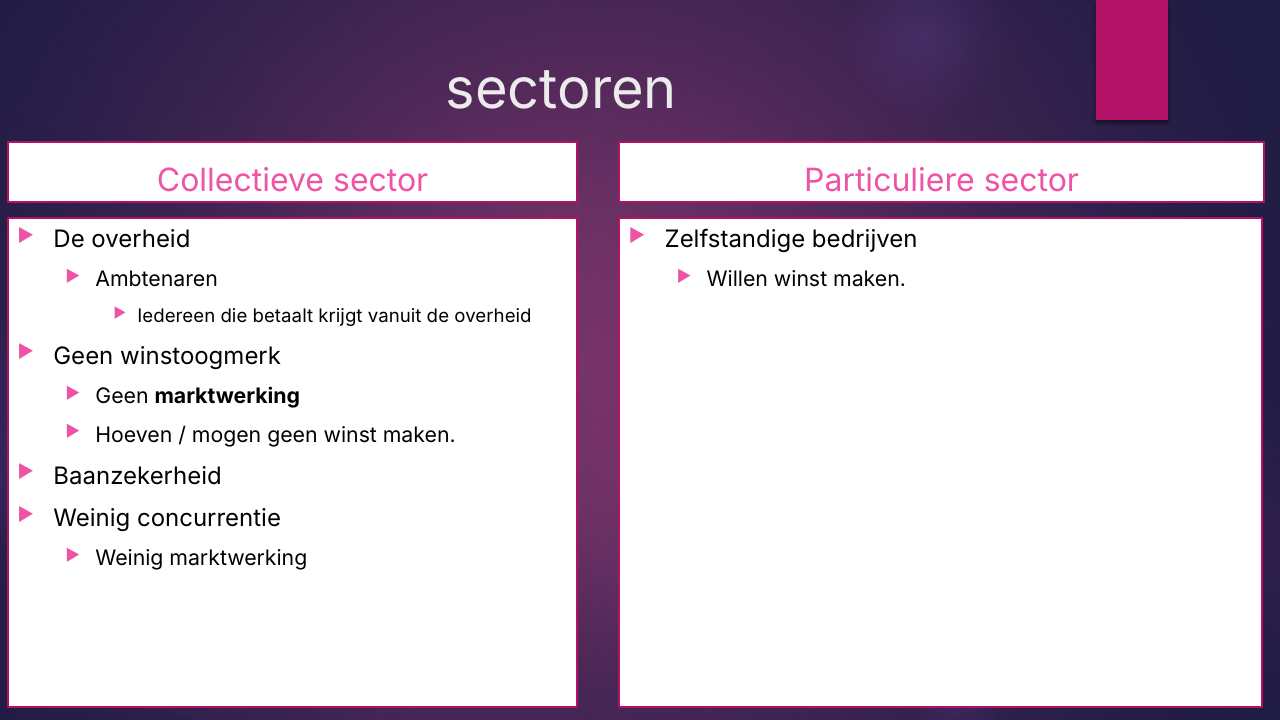 sectoren
Collectieve sector
De overheid
Ambtenaren
Iedereen die betaalt krijgt vanuit de overheid
Geen winstoogmerk
Geen marktwerking
Hoeven / mogen geen winst maken.
Baanzekerheid
Weinig concurrentie
Weinig marktwerking
Particuliere sector
Zelfstandige bedrijven
Willen winst maken.